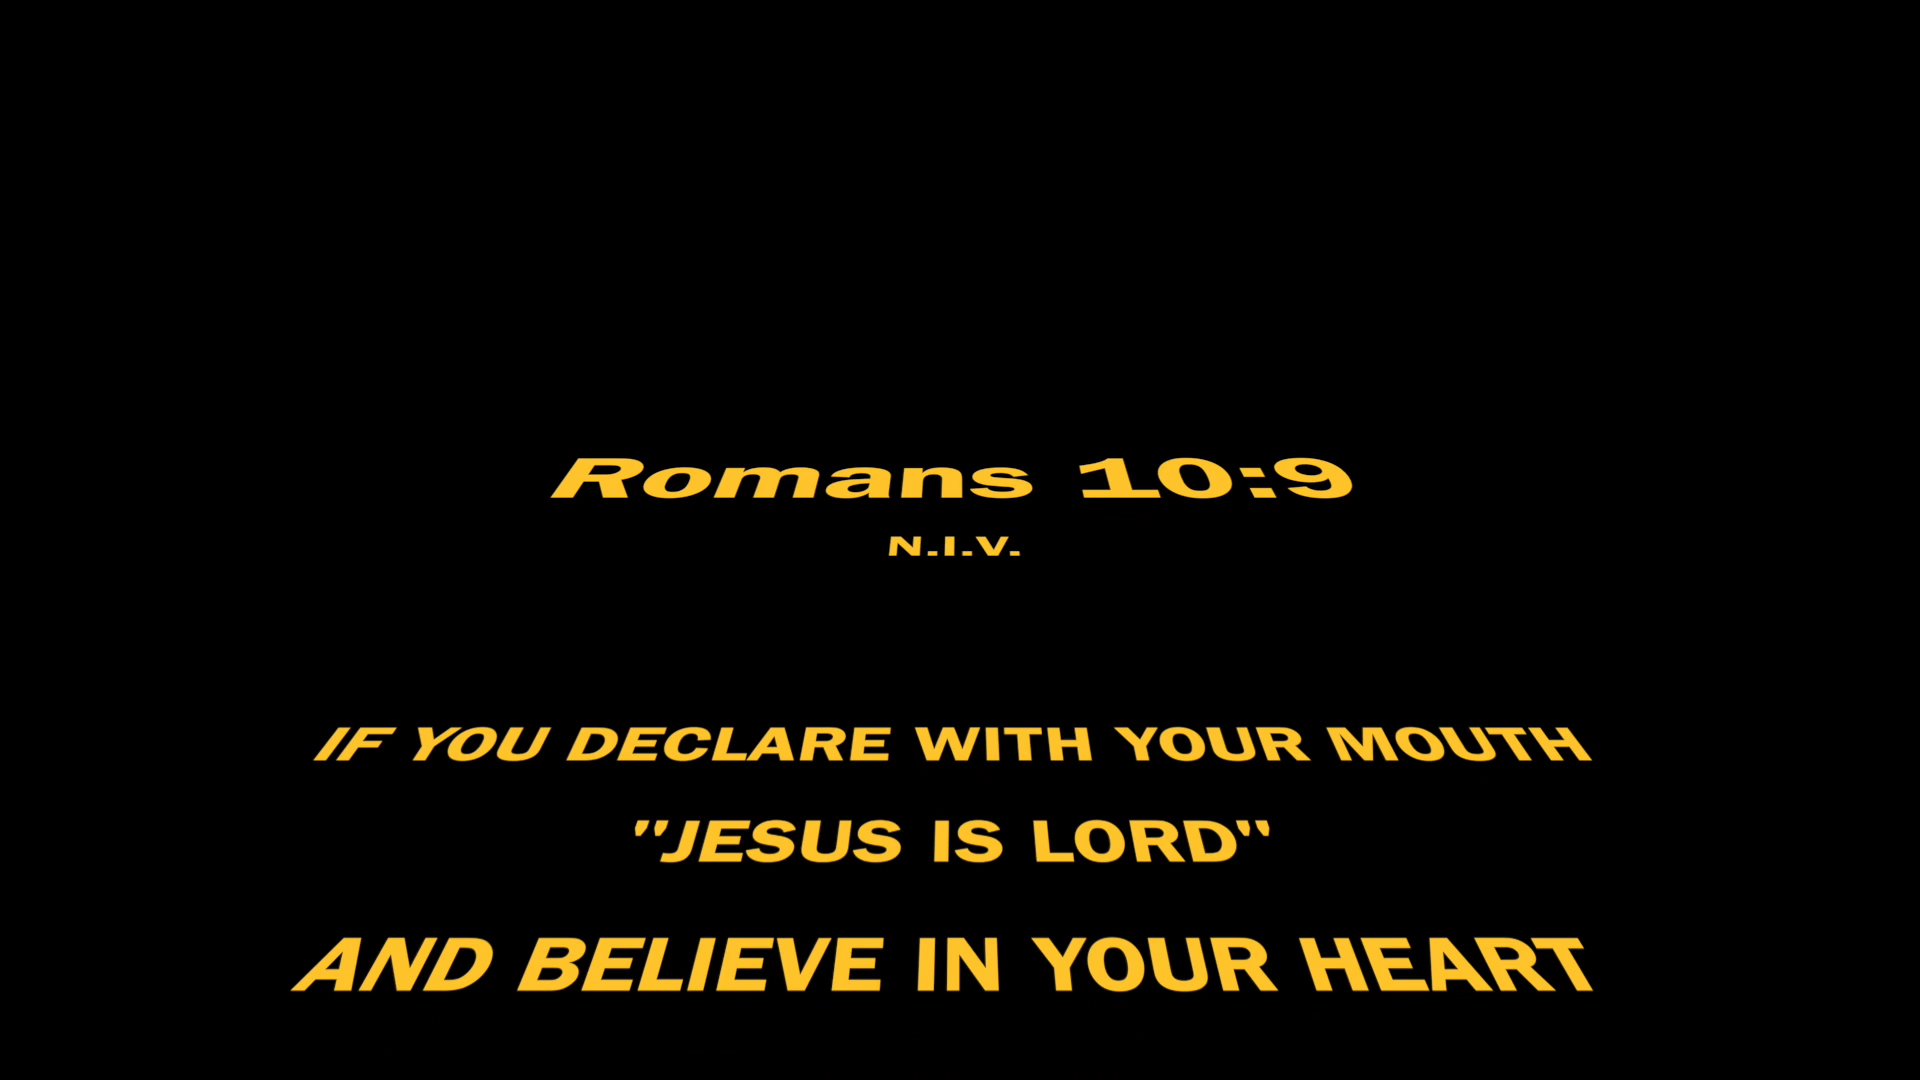 Romans 10:9
N.I.V.
IF YOU DECLARE WITH YOUR MOUTH
"JESUS IS LORD"
AND BELIEVE IN YOUR HEART